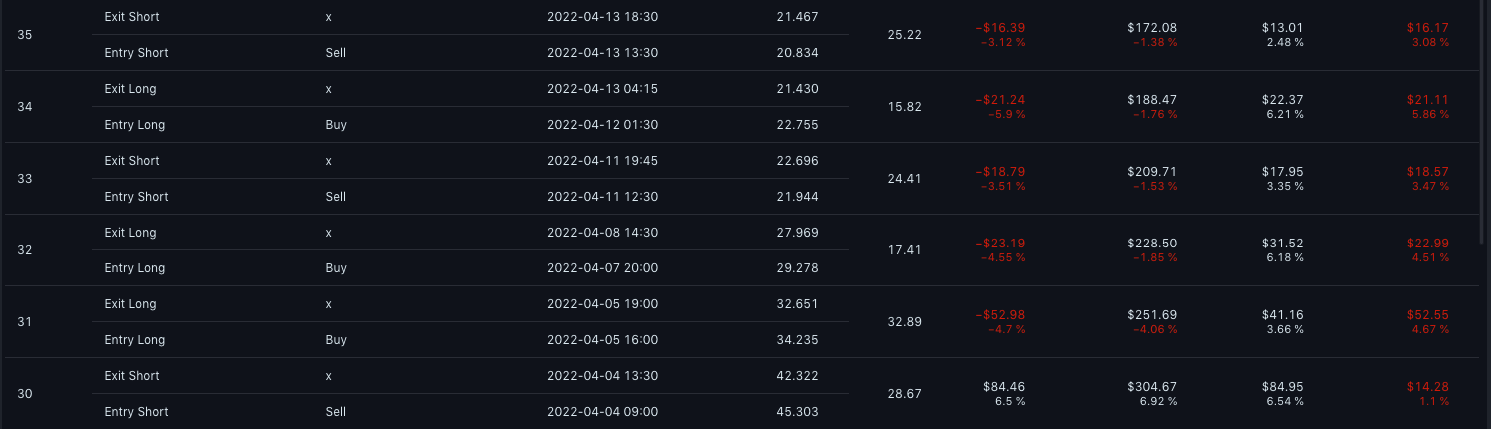 35
Exit Short x 2022-04-13 18:30 21.467
Entry Short Sell 2022-04-13 13:30 20.834
25.22
−$16.39 $172.08 $13.01 $16.17
−3.12 % −1.38 % 2.48 % 3.08 %
34
Exit Long x 2022-04-13 04:15 21.430
Entry Long Buy 2022-04-12 01:30 22.755
15.82
−$21.24 $188.47 $22.37 $21.11
−5.9 % −1.76 % 6.21 % 5.86 %
33
Exit Short x 2022-04-11 19:45 22.696
Entry Short Sell 2022-04-11 12:30 21.944
24.41
−$18.79 $209.71 $17.95 $18.57
−3.51 % −1.53 % 3.35 % 3.47 %
32
Exit Long x 2022-04-08 14:30 27.969
Entry Long Buy 2022-04-07 20:00 29.278
17.41
−$23.19 $228.50 $31.52 $22.99
−4.55 % −1.85 % 6.18 % 4.51 %
31
Exit Long x 2022-04-05 19:00 32.651
Entry Long Buy 2022-04-05 16:00 34.235
32.89
−$52.98 $251.69 $41.16 $52.55
−4.7 % −4.06 % 3.66 % 4.67 %
30
Exit Short x 2022-04-04 13:30 42.322
Entry Short Sell 2022-04-04 09:00 45.303
28.67
$84.46 $304.67 $84.95 $14.28
6.5 % 6.92 % 6.54 % 1.1 %